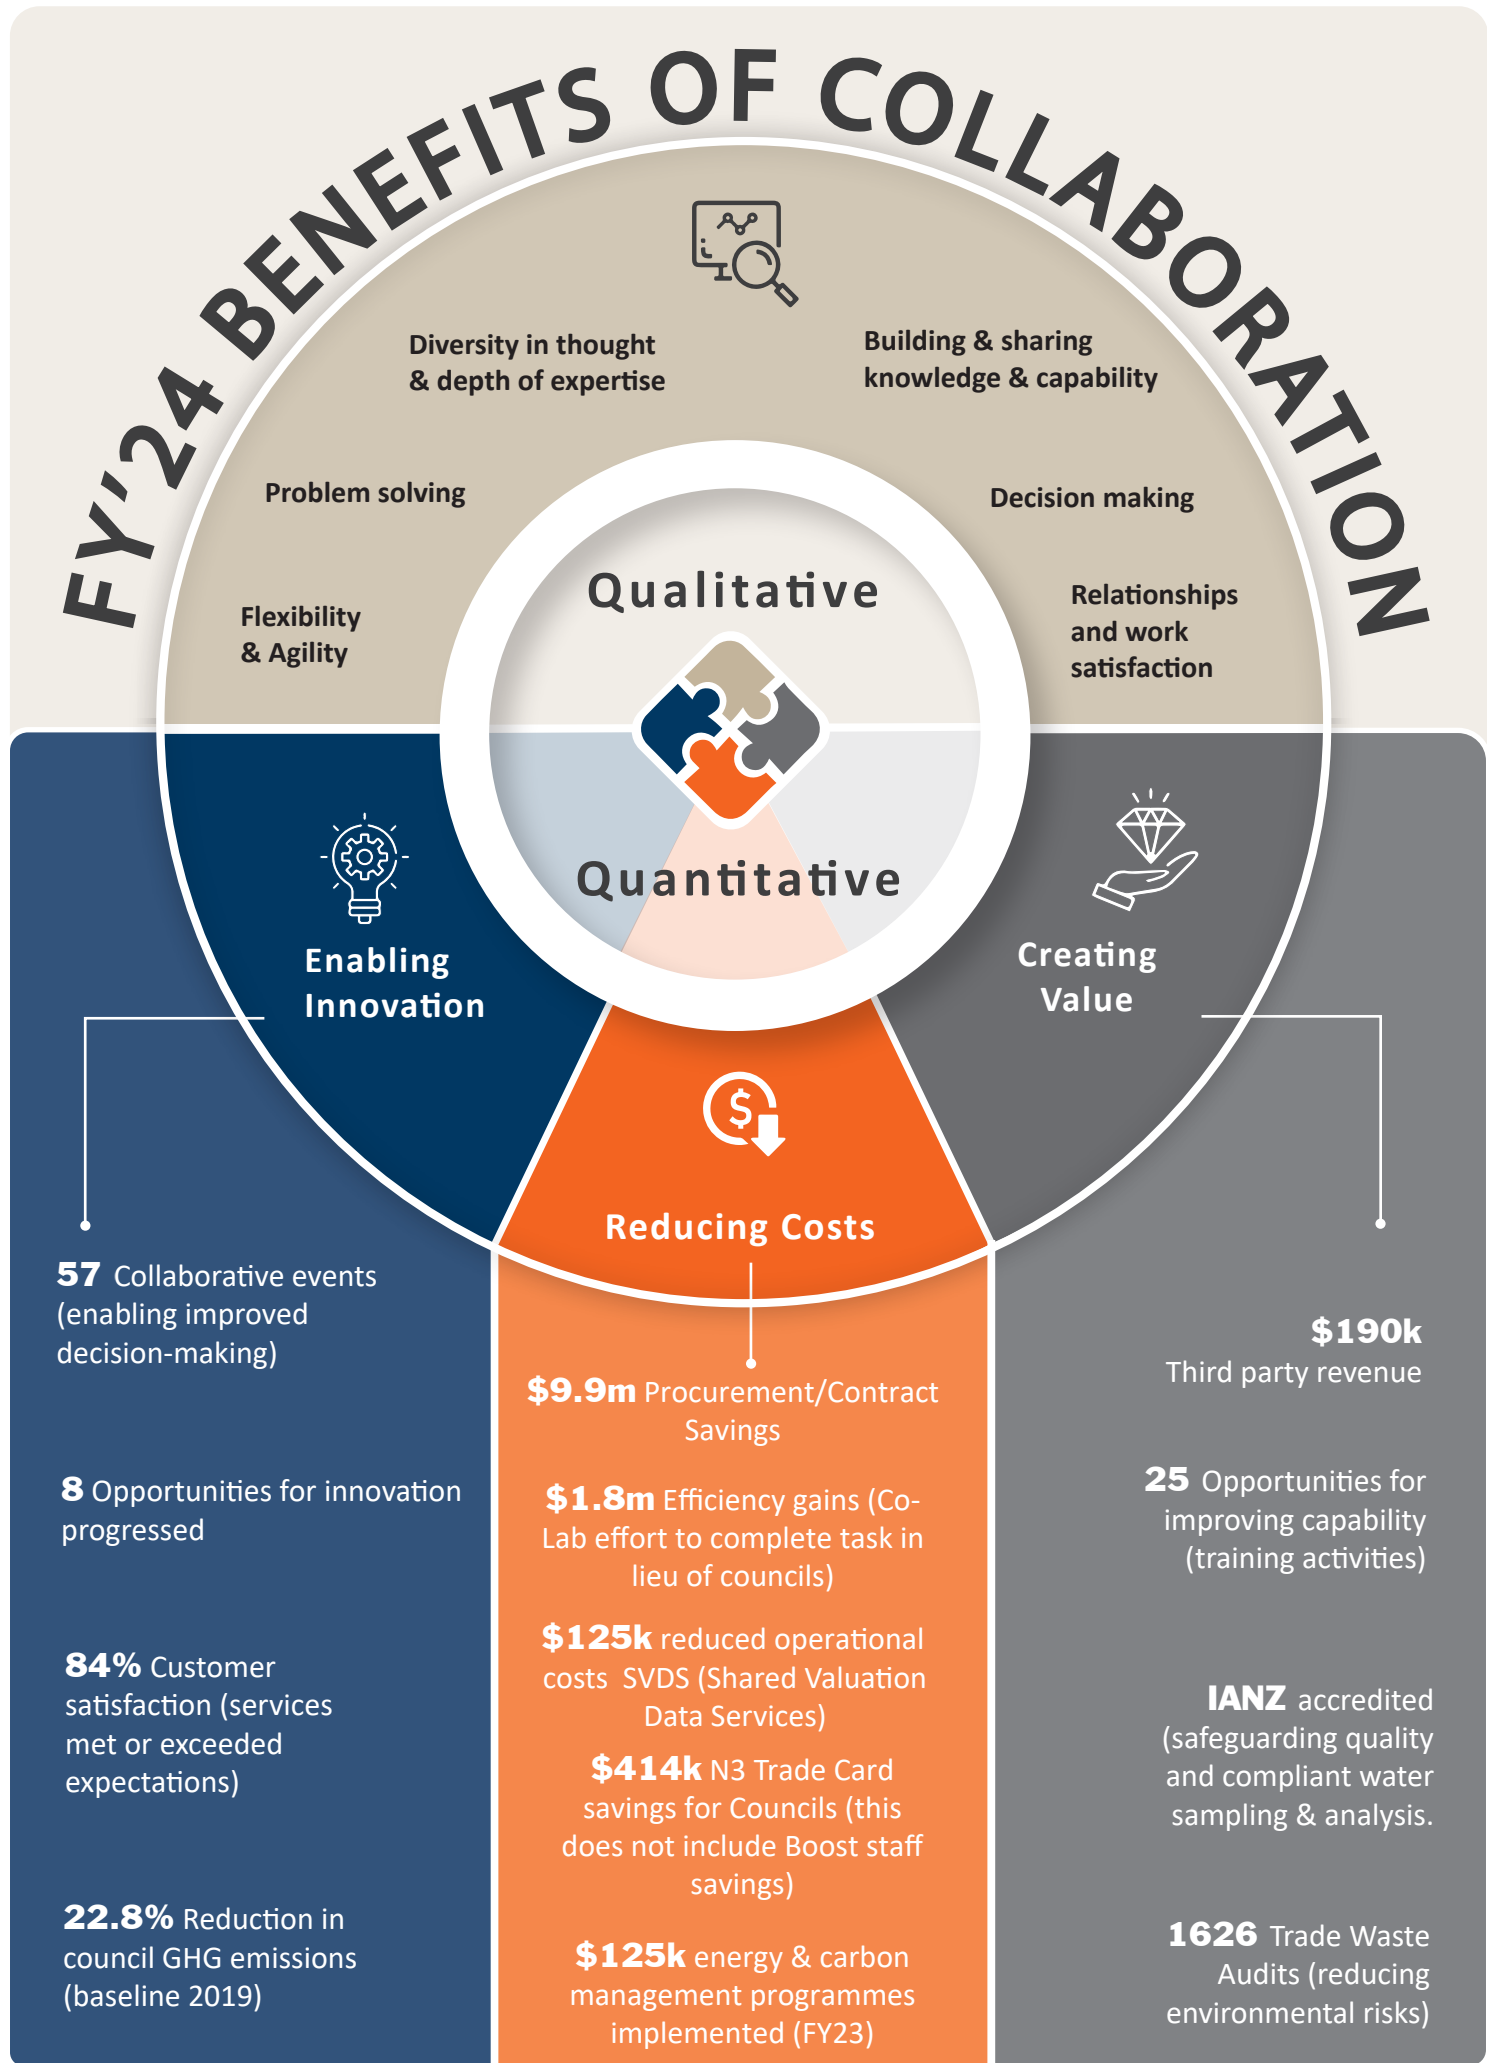 FY'24 BENEFITS OF COLLABORATION
Diversity in thought
& depth of expertise
Building & sharing
knowledge & capability
Problem solving
Decision making
Flexibility
& Agility
Relationships
and work
satisfaction
Qualitative
Quantitative
Enabling
Innovation
Creating
Value
Reducing Costs
57 Collaborative events
(enabling improved
decision-making)
8 Opportunities for innovation
progressed
84% Customer
satisfaction (services
met or exceeded
expectations)
22.8% Reduction in
council GHG emissions
(baseline 2019)
$9.9m Procurement/Contract
Savings
$1.8m Efficiency gains (Co-
Lab effort to complete task in
lieu of councils)
$125k reduced operational
costs SVDS (Shared Valuation
Data Services)
$414k N3 Trade Card
savings for Councils (this
does not include Boost staff
savings)
$125k energy & carbon
management programmes
implemented (FY23)
$190k
Third party revenue
25 Opportunities for
improving capability
(training activities)
IANZ accredited
(safeguarding quality
and compliant water
sampling & analysis.
1626 Trade Waste
Audits (reducing
environmental risks)